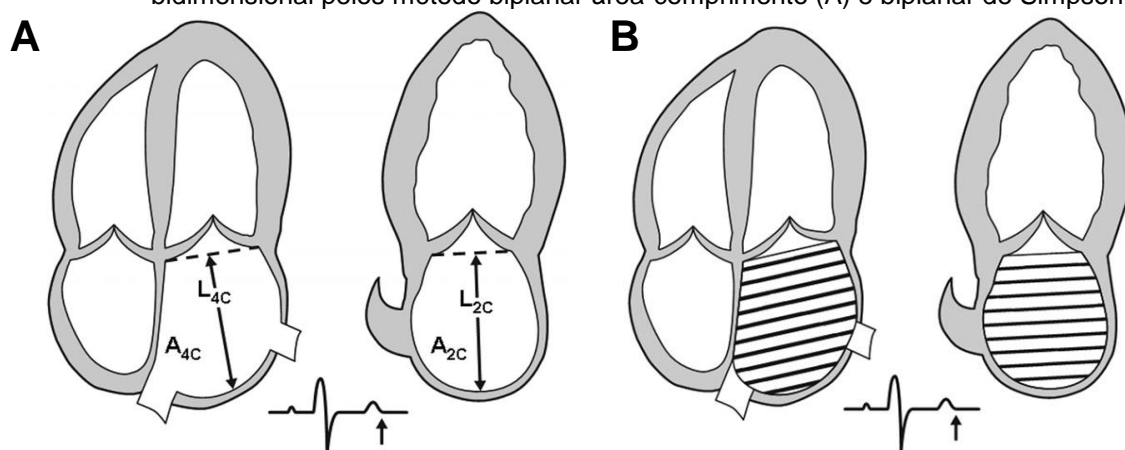 bidimensional pelos método biplanar área-comprimento (A) e biplanar de Simpson
A
B
L4C
A4C
L2C
A2C